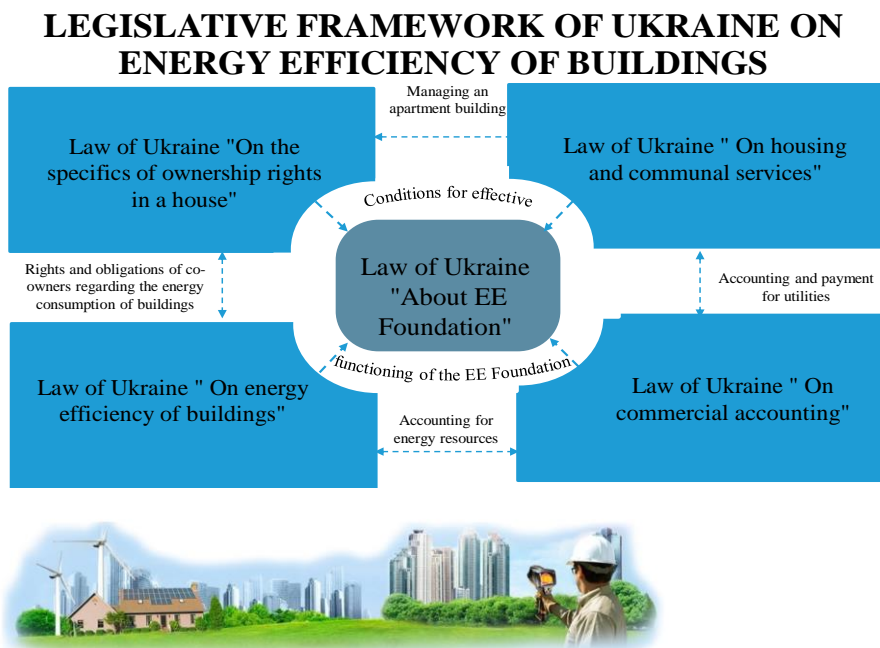 LEGISLATIVE FRAMEWORK OF UKRAINE ON
ENERGY EFFICIENCY OF BUILDINGS
Managing an
apartment building
Law of Ukraine "On the
specifics of ownership rights
in a house"
Law of Ukraine " On housing
and communal services"
Conditions for effective
Law of Ukraine
"About EE
Foundation"
functioning of the EE Foundation
Rights and obligations of co-
owners regarding the energy
consumption of buildings
Accounting and payment
for utilities
Law of Ukraine " On energy
efficiency of buildings"
Law of Ukraine " On
commercial accounting"
Accounting for
energy resources